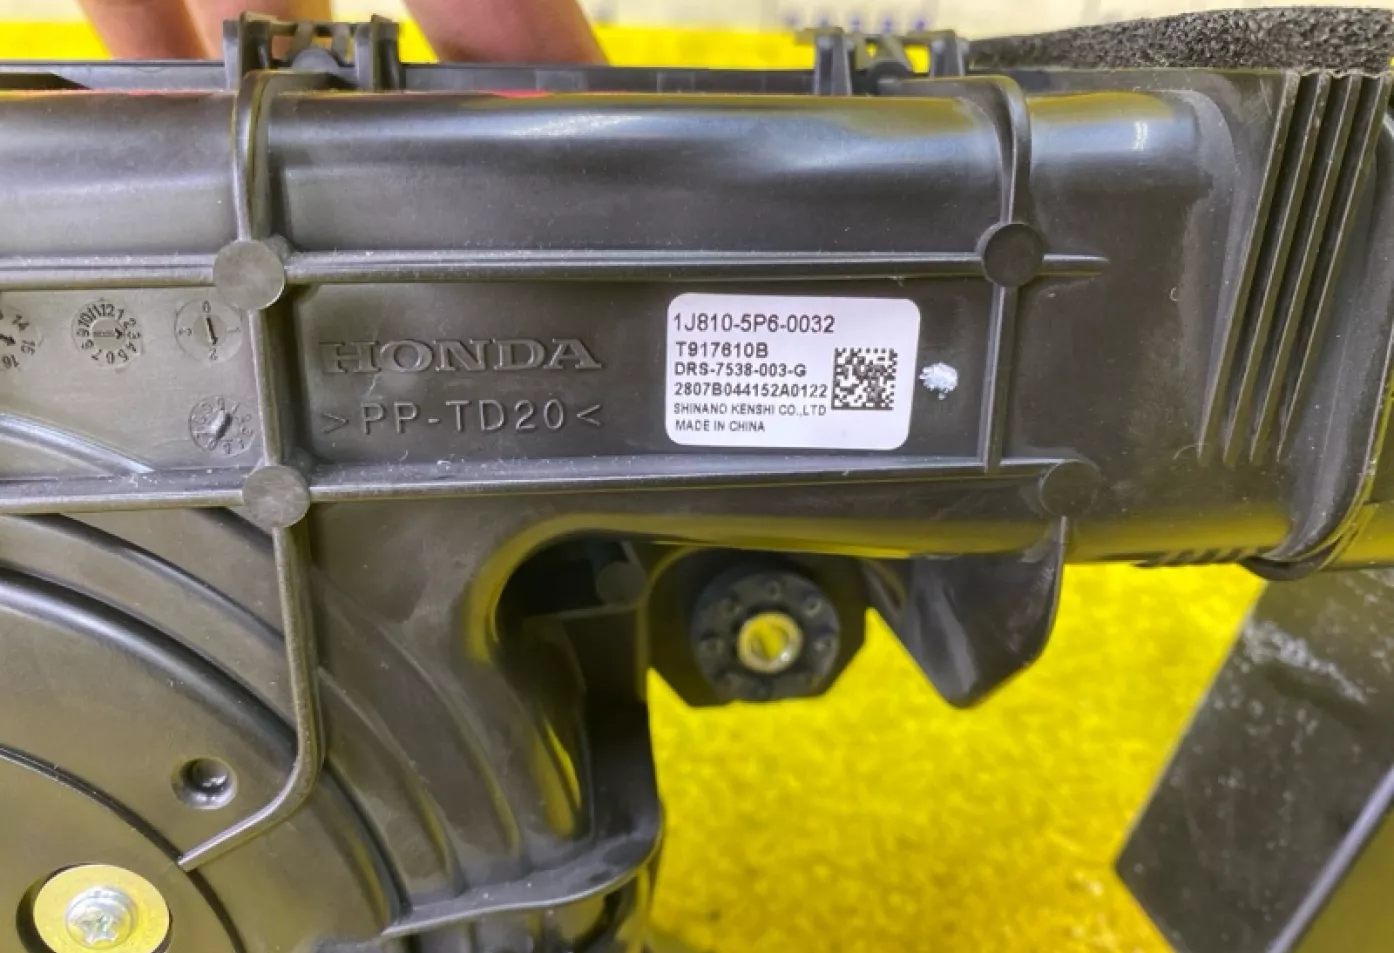 1J810-5P6-0032
T917610B
DRS-7538-003-G
2807B044152A0122
SHINANO KENSHI CO.,LTD
MADE IN CHINA
HONDA
>PP-TD20<